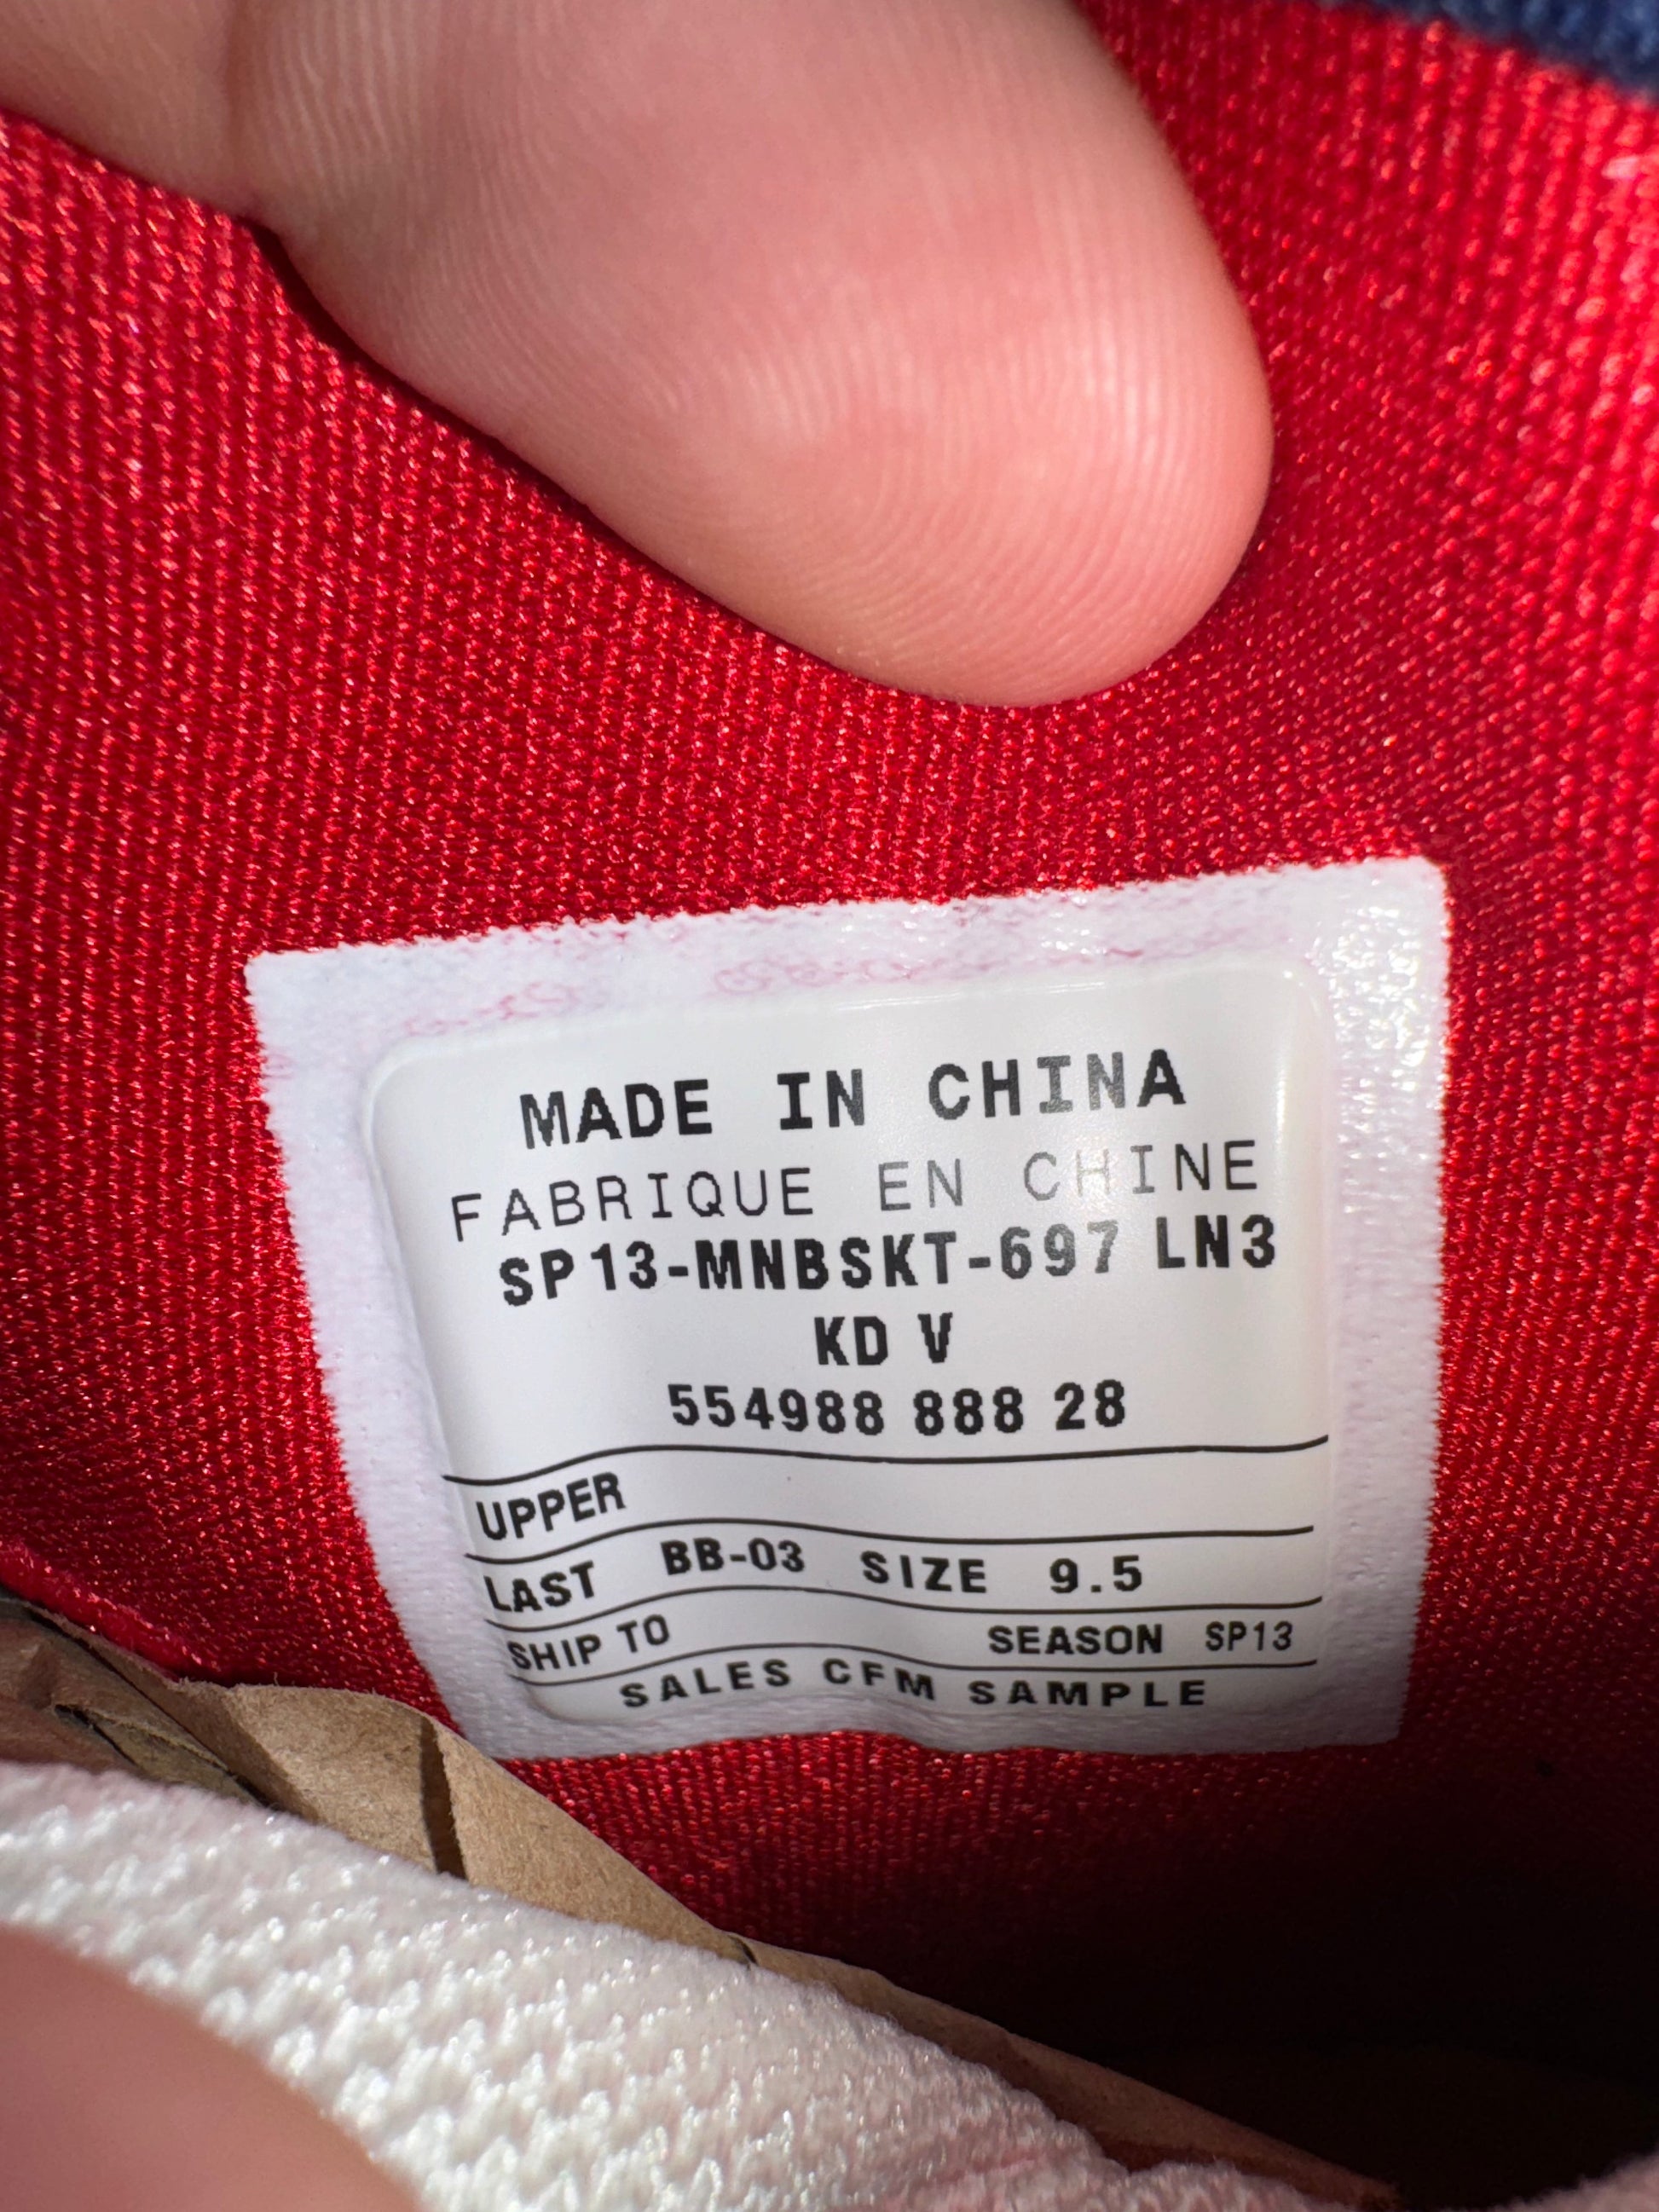 MADE IN CHINA
FABRIQUE EN CHINE
SP13-MNBSKT-697 LN3
KD V
554988 888 28
UPPER
LAST BB-03 SIZE 9.5
SHIP TO SEASON SP13
SALES CFM SAMPLE